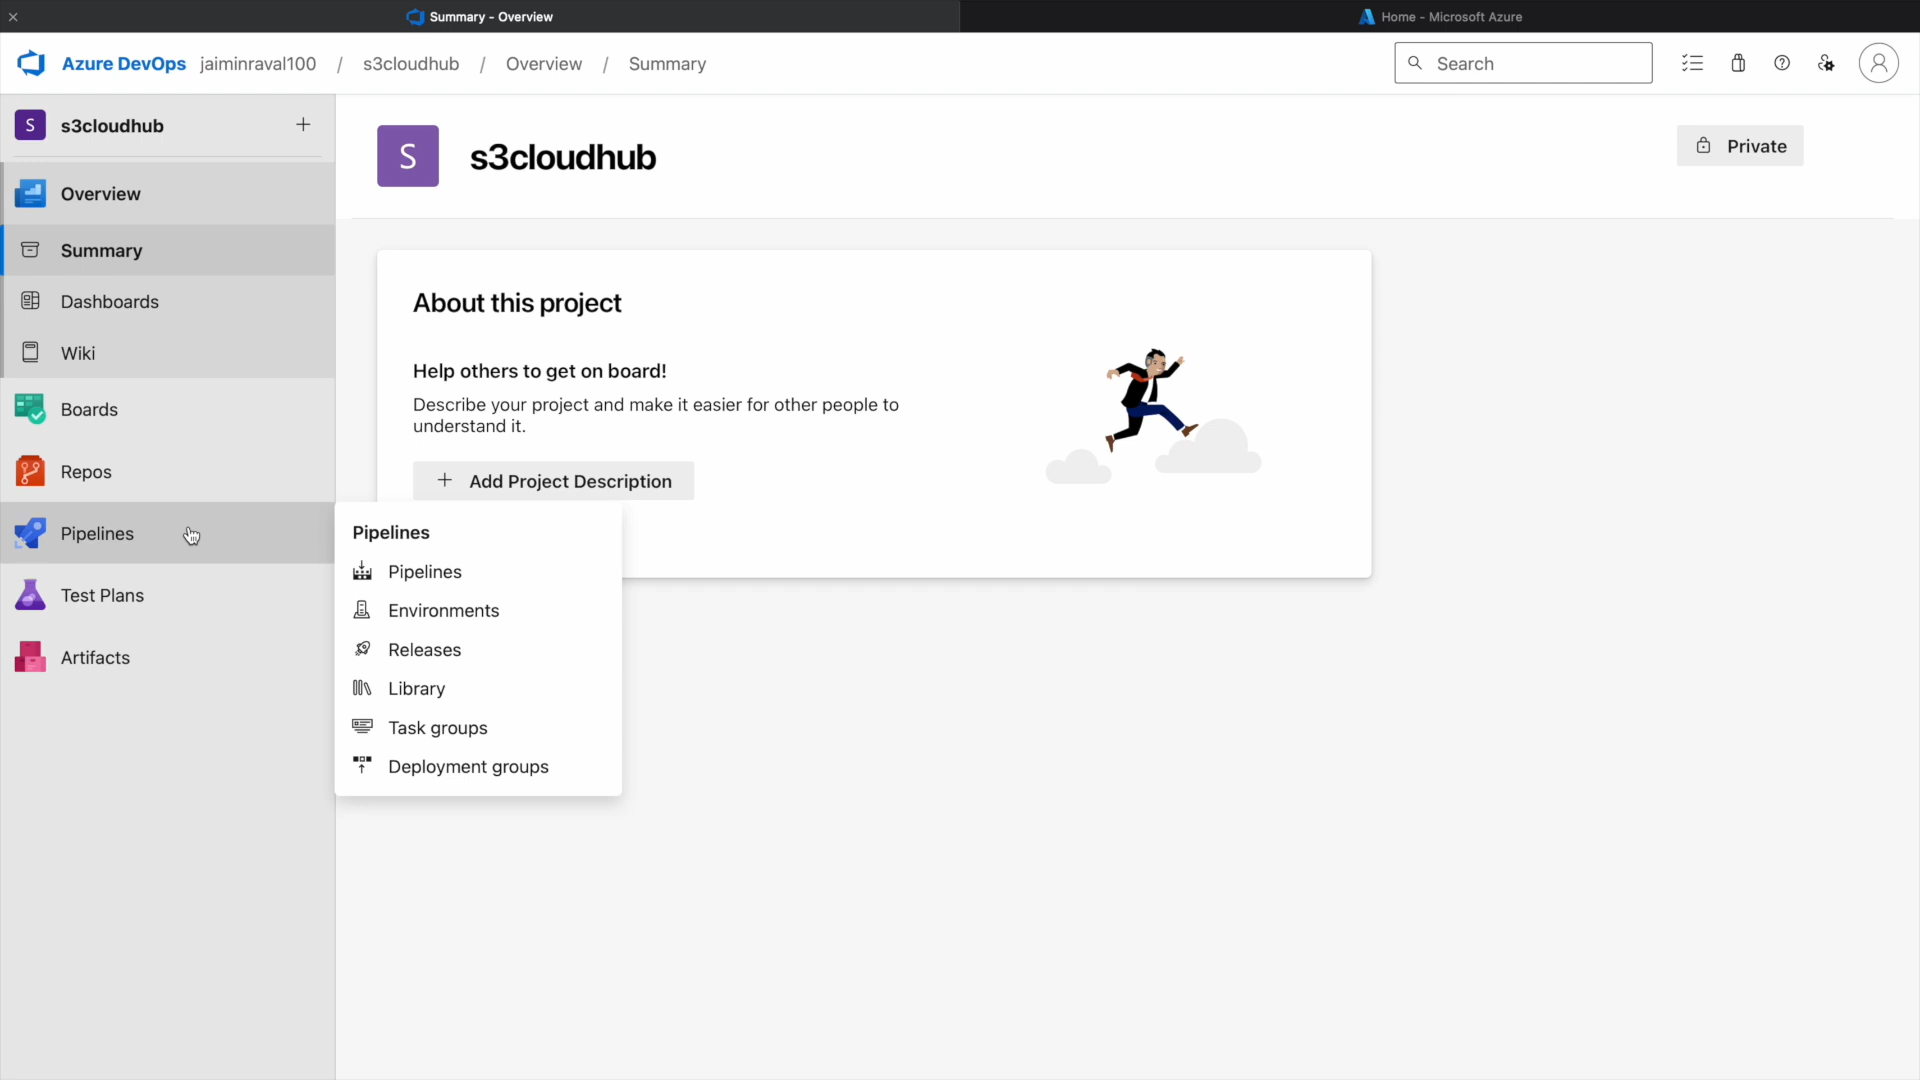 Summary - Overview
Home - Microsoft Azure
Azure DevOps jaiminraval100 / s3cloudhub / Overview / Summary
Search
S s3cloudhub +
S s3cloudhub
Private
Overview
Summary
Dashboards
Wiki
Boards
Repos
Pipelines
Test Plans
Artifacts
About this project
Help others to get on board!
Describe your project and make it easier for other people to
understand it.
+ Add Project Description
Pipelines
Pipelines
Environments
Releases
Library
Task groups
Deployment groups